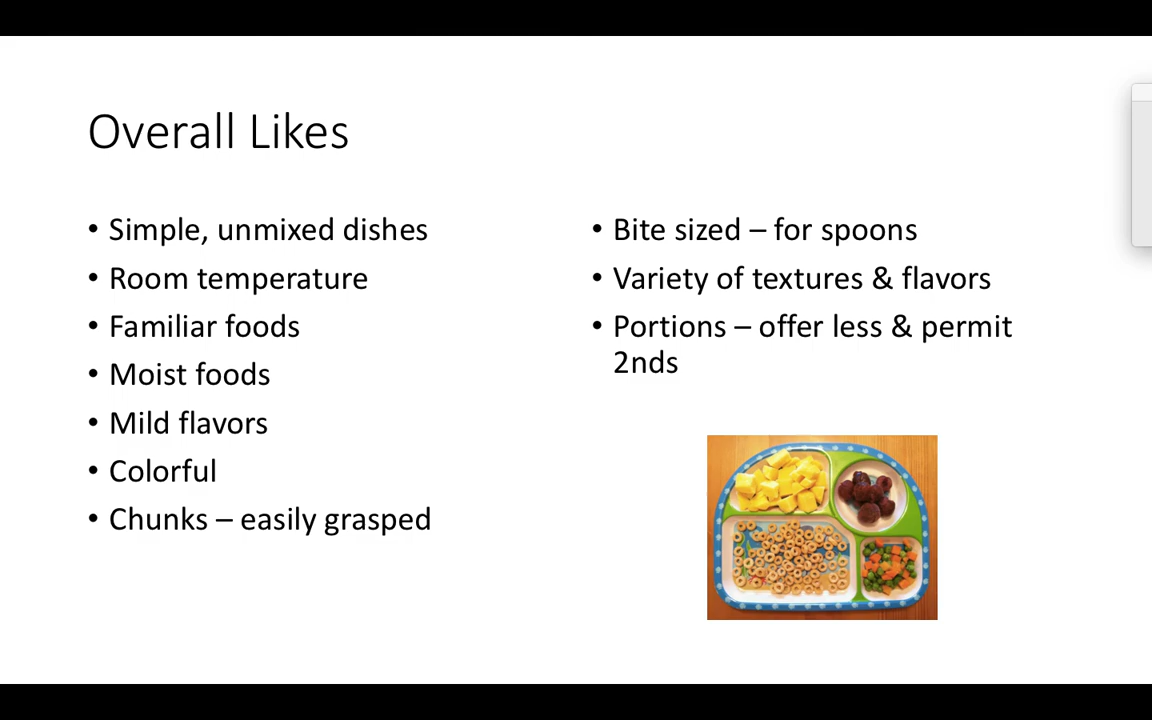 Overall Likes
• Simple, unmixed dishes
• Room temperature
• Familiar foods
• Moist foods
• Mild flavors
• Colorful
• Chunks – easily grasped
• Bite sized – for spoons
• Variety of textures & flavors
• Portions – offer less & permit
2nds